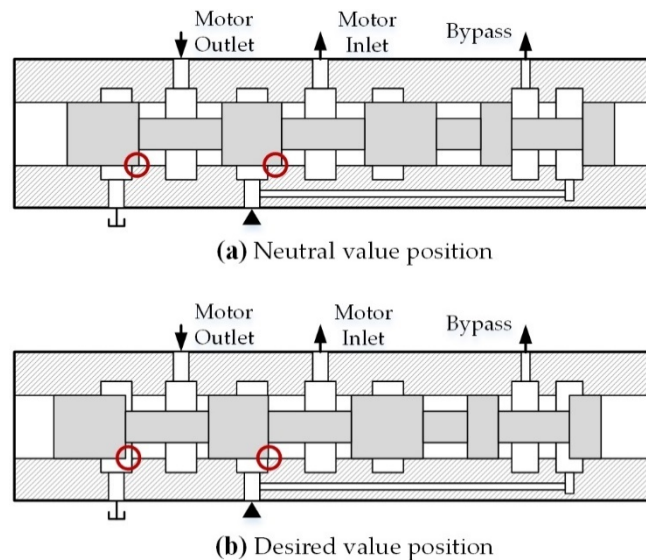 Motor
Outlet
Motor
Inlet
Bypass
(a) Neutral value position
Motor
Outlet
Motor
Inlet
Bypass
(b) Desired value position